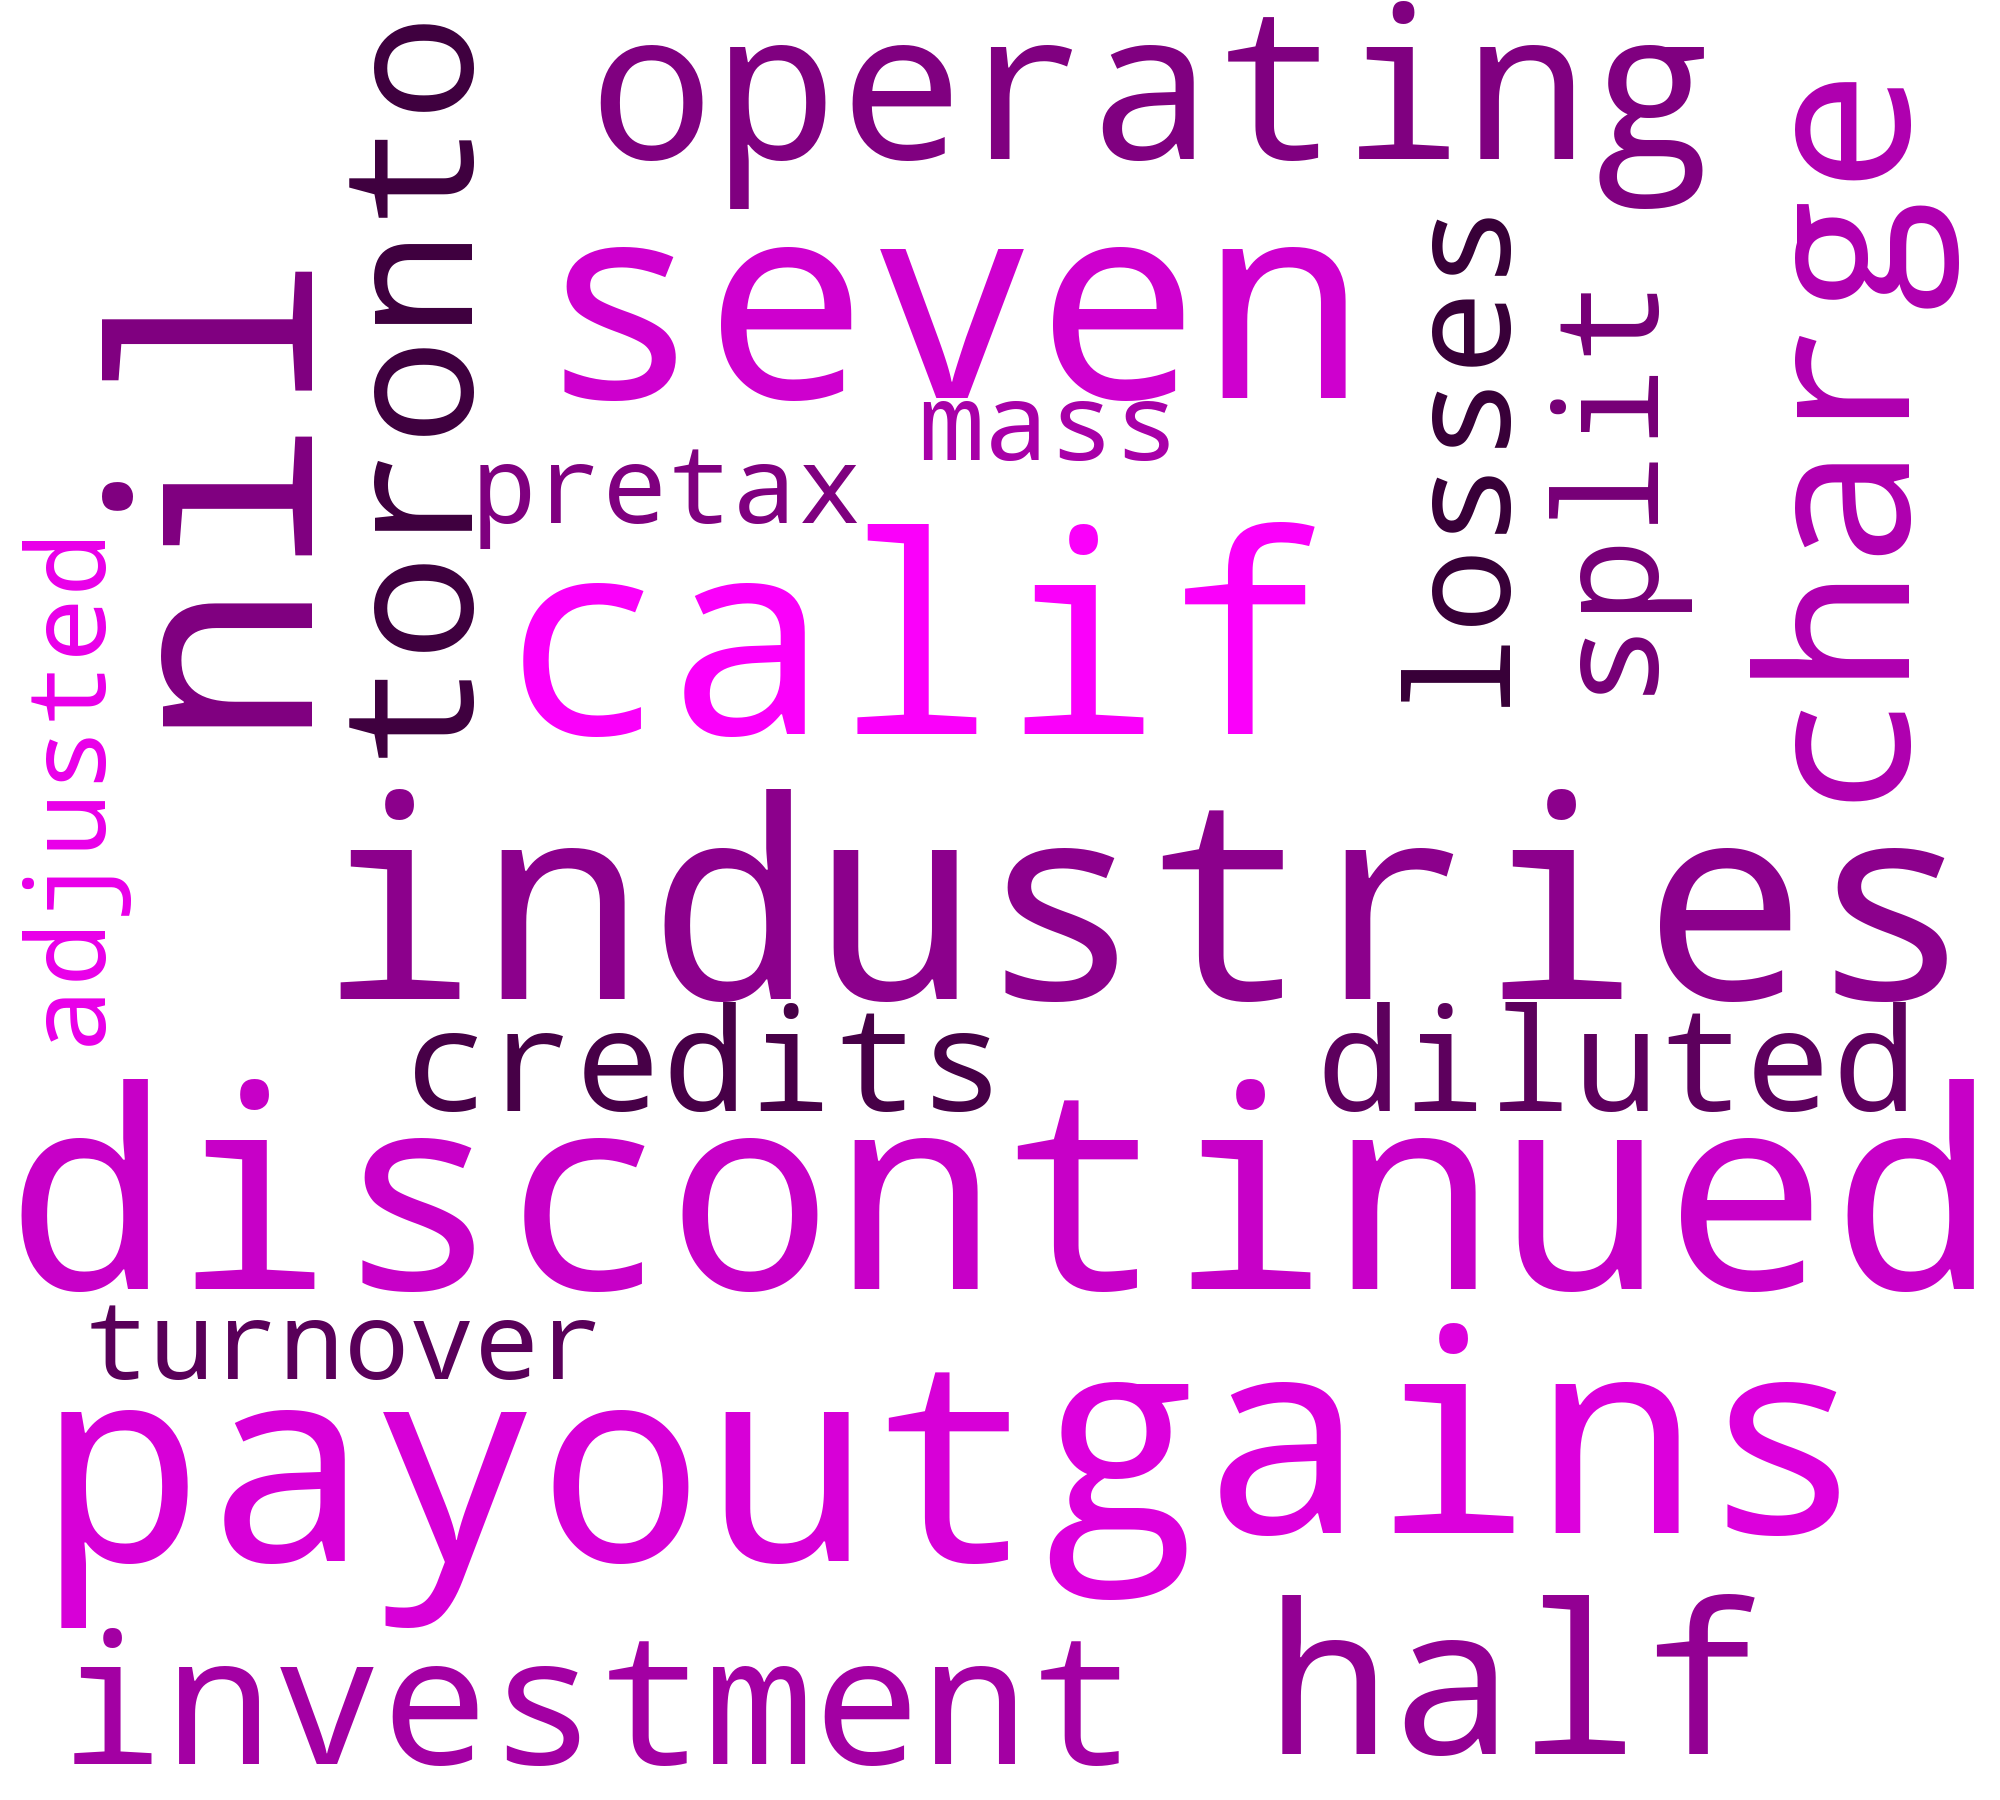 operating
nil
toronto
seven
losses
split
charge
mass
pretax
calif
adjusted
industries
credits
diluted
discontinued
turnover
payout
gains
investment
half